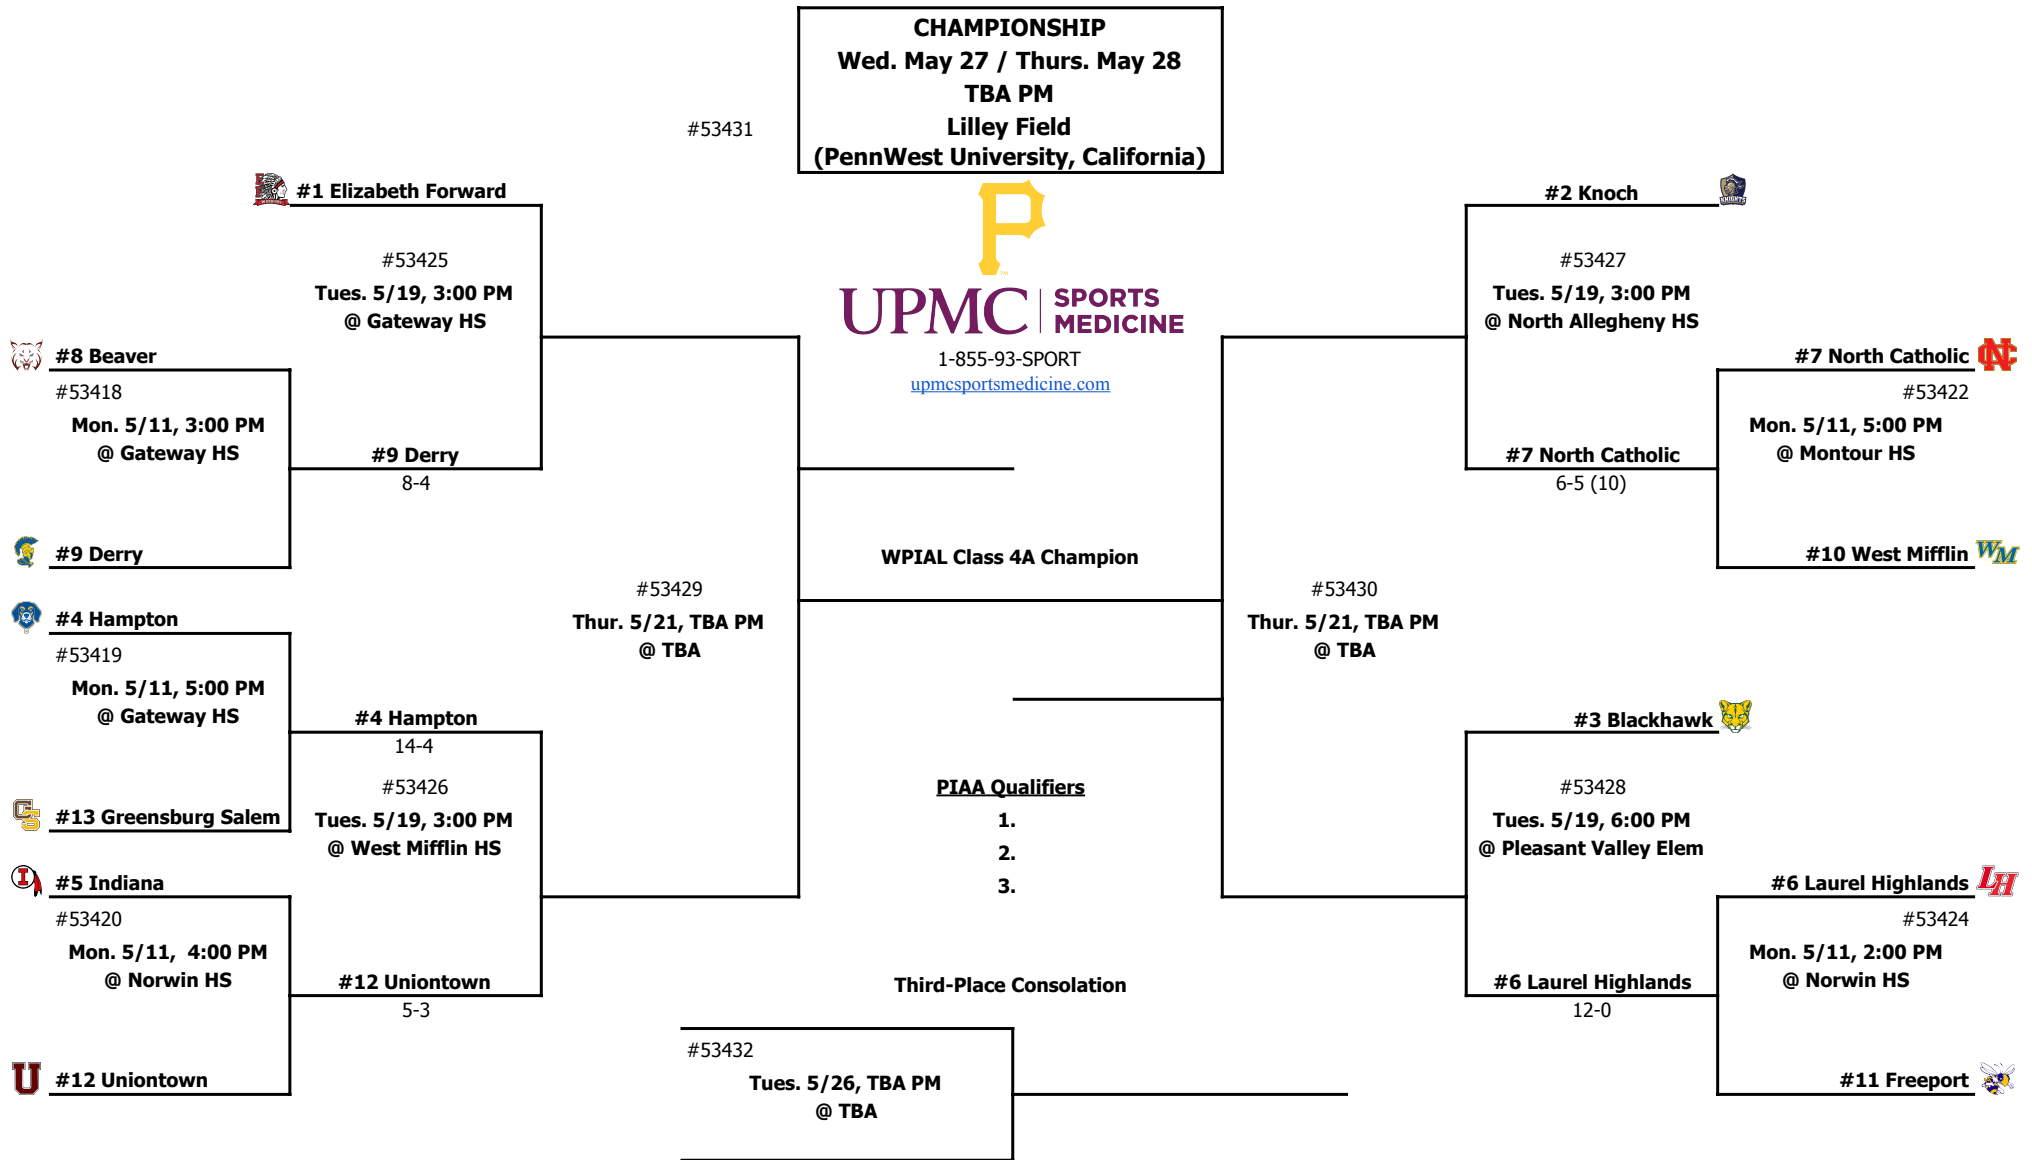 CHAMPIONSHIP
Wed. May 27 / Thurs. May 28
TBA PM
Lilley Field
(PennWest University, California)
#53431
#1 Elizabeth Forward
#53425
Tues. 5/19, 3:00 PM
@ Gateway HS
#8 Beaver
#53418
Mon. 5/11, 3:00 PM
@ Gateway HS
#9 Derry
8-4
#9 Derry
#4 Hampton
#53419
Mon. 5/11, 5:00 PM
@ Gateway HS
#4 Hampton
14-4
#13 Greensburg Salem
#53426
Tues. 5/19, 3:00 PM
@ West Mifflin HS
#5 Indiana
#53420
Mon. 5/11, 4:00 PM
@ Norwin HS
#12 Uniontown
5-3
U
#12 Uniontown
#53429
Thur. 5/21, TBA PM
@ TBA
P
UPMC | SPORTS MEDICINE
1-855-93-SPORT
upmcsportsmedicine.com
WPIAL Class 4A Champion
PIAA Qualifiers
1.
2.
3.
Third-Place Consolation
#53432
Tues. 5/26, TBA PM
@ TBA
#53430
Thur. 5/21, TBA PM
@ TBA
#2 Knoch
KNIGHTS
#53427
Tues. 5/19, 3:00 PM
@ North Allegheny HS
#7 North Catholic
NC
#53422
Mon. 5/11, 5:00 PM
@ Montour HS
#7 North Catholic
6-5 (10)
#10 West Mifflin
WM
#3 Blackhawk
#53428
Tues. 5/19, 6:00 PM
@ Pleasant Valley Elem
#6 Laurel Highlands
LH
#53424
Mon. 5/11, 2:00 PM
@ Norwin HS
#6 Laurel Highlands
12-0
#11 Freeport